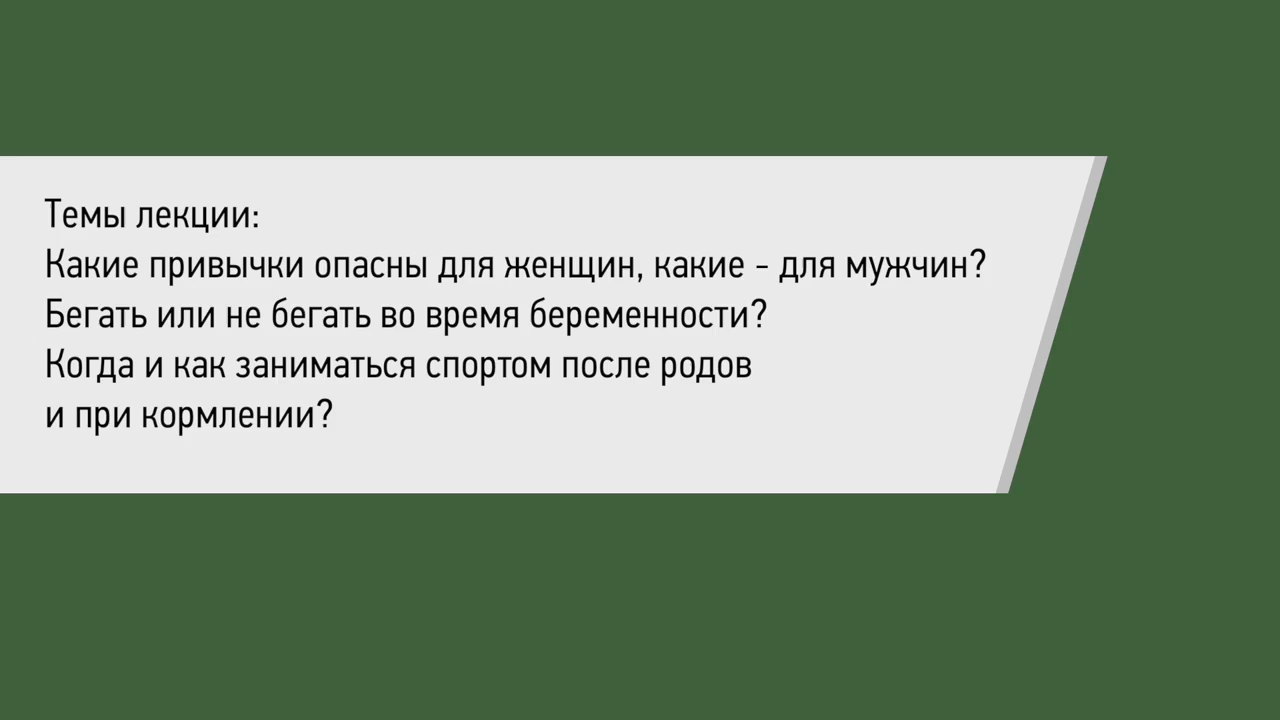 Темы лекции:
Какие привычки опасны для женщин, какие - для мужчин?
Бегать или не бегать во время беременности?
Когда и как заниматься спортом после родов
и при кормлении?